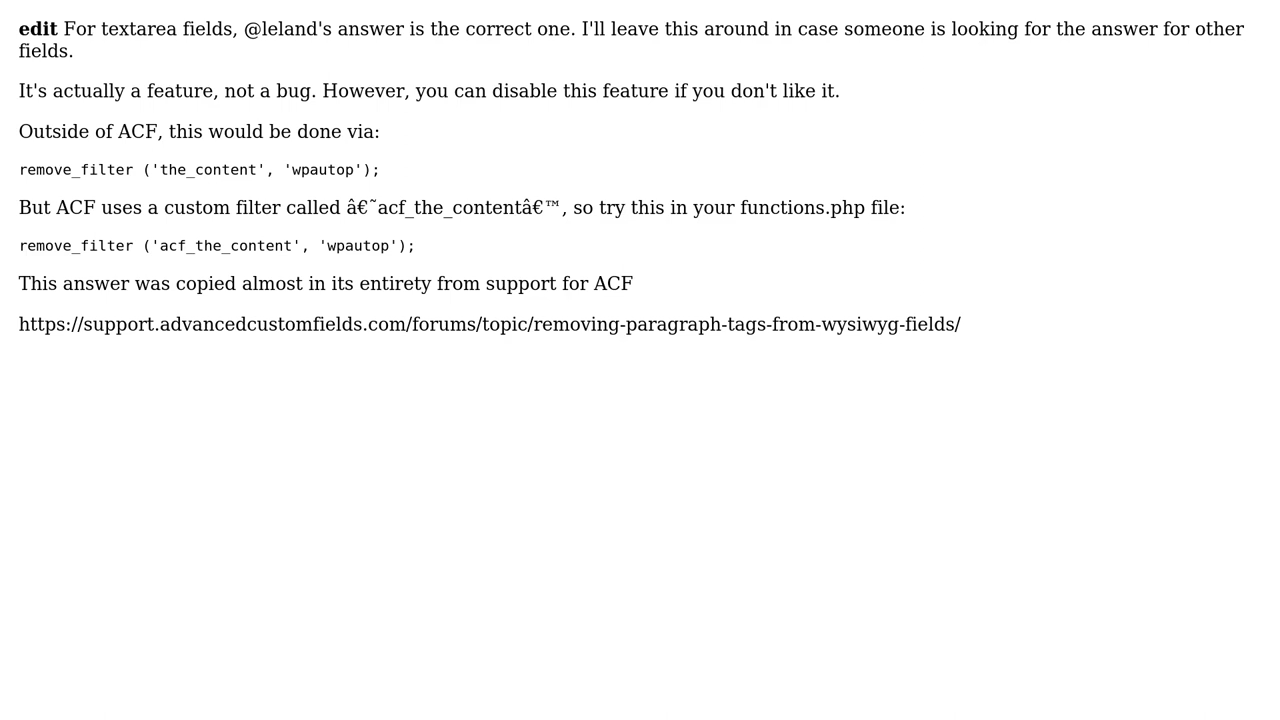 edit For textarea fields, @leland's answer is the correct one. I'll leave this around in case someone is looking for the answer for other
fields.
It's actually a feature, not a bug. However, you can disable this feature if you don't like it.
Outside of ACF, this would be done via:
remove_filter ('the_content', 'wpautop');
But ACF uses a custom filter called â€˜acf_the_contentâ€™, so try this in your functions.php file:
remove_filter ('acf_the_content', 'wpautop');
This answer was copied almost in its entirety from support for ACF
https://support.advancedcustomfields.com/forums/topic/removing-paragraph-tags-from-wysiwyg-fields/